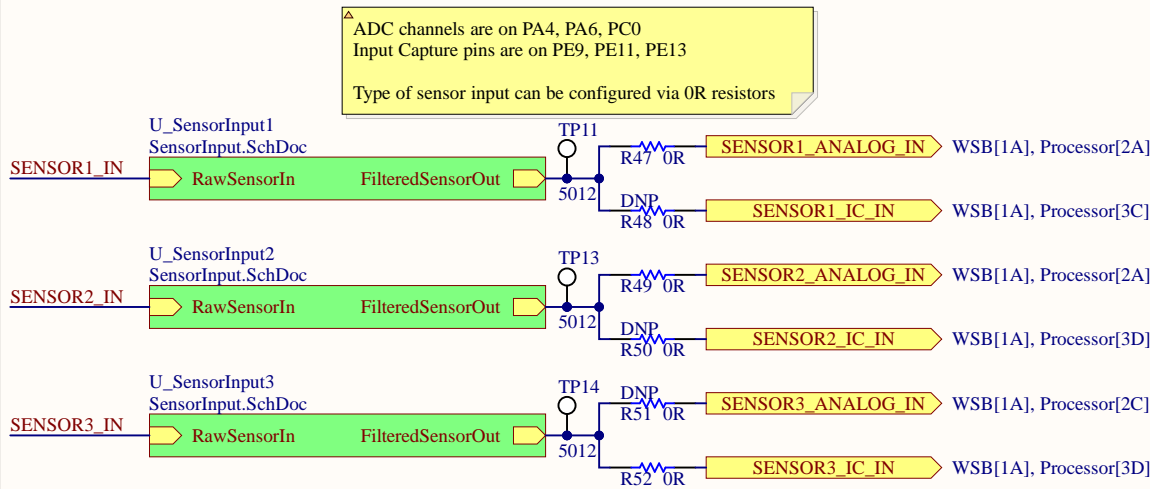 ADC channels are on PA4, PA6, PC0
Input Capture pins are on PE9, PE11, PE13
Type of sensor input can be configured via 0R resistors
U_SensorInput1
SensorInput.SchDoc
SENSOR1_IN
RawSensorIn
FilteredSensorOut
TP11
5012
R47 0R
SENSOR1_ANALOG_IN
WSB[1A], Processor[2A]
DNP
R48 0R
SENSOR1_IC_IN
WSB[1A], Processor[3C]
U_SensorInput2
SensorInput.SchDoc
SENSOR2_IN
RawSensorIn
FilteredSensorOut
TP13
5012
R49 0R
SENSOR2_ANALOG_IN
WSB[1A], Processor[2A]
DNP
R50 0R
SENSOR2_IC_IN
WSB[1A], Processor[3D]
U_SensorInput3
SensorInput.SchDoc
SENSOR3_IN
RawSensorIn
FilteredSensorOut
TP14
5012
DNP
R51 0R
SENSOR3_ANALOG_IN
WSB[1A], Processor[2C]
R52 0R
SENSOR3_IC_IN
WSB[1A], Processor[3D]